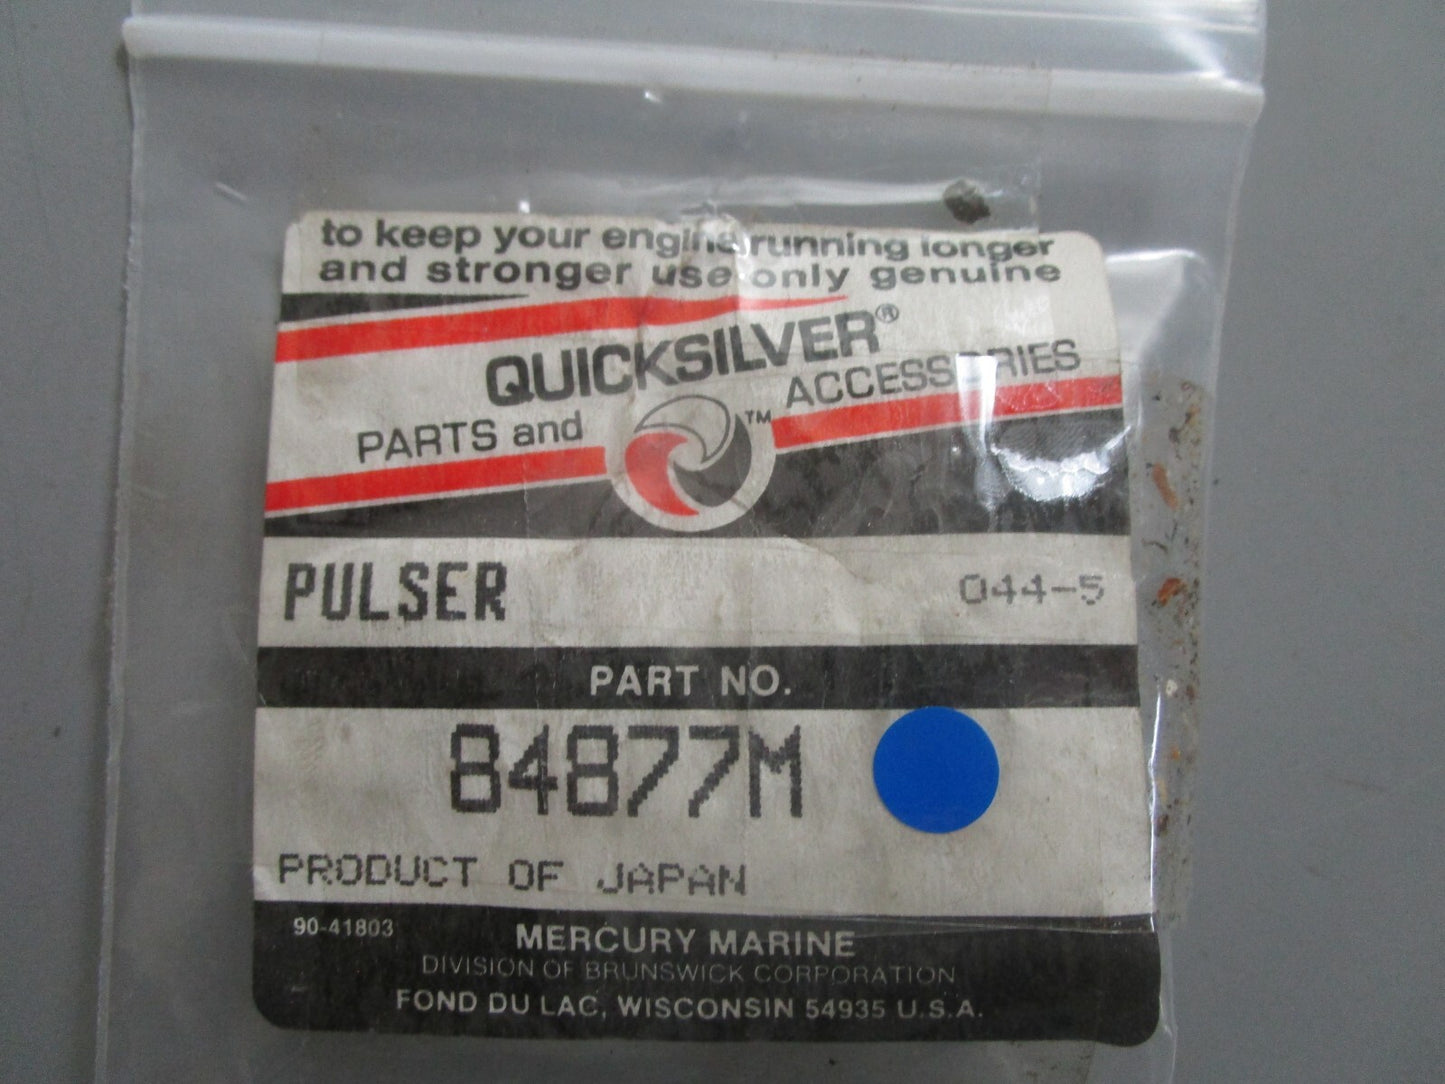 to keep your engine running longer
and stronger use only genuine
QUICKSILVER®
PARTS and ACCESSORIES
TM
PULSER 044-5
PART NO.
84877M
PRODUCT OF JAPAN
90-41803
MERCURY MARINE
DIVISION OF BRUNSWICK CORPORATION
FOND DU LAC, WISCONSIN 54935 U.S.A.